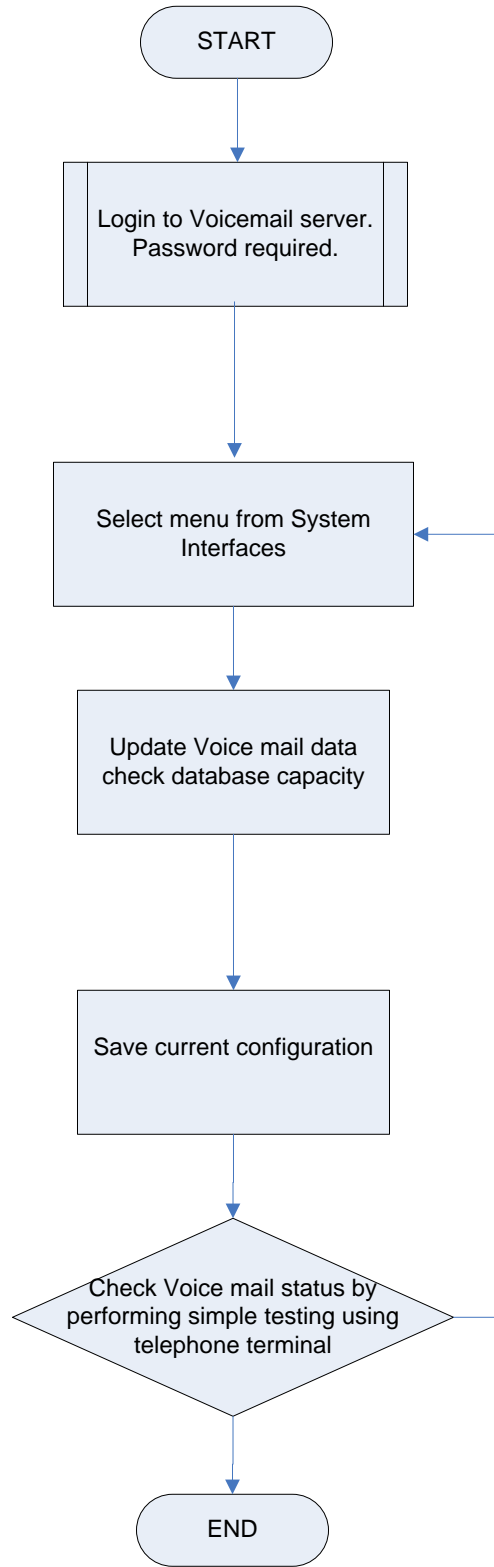 START
Login to Voicemail server.
Password required.
Select menu from System
Interfaces
Update Voice mail data
check database capacity
Save current configuration
Check Voice mail status by
performing simple testing using
telephone terminal
END